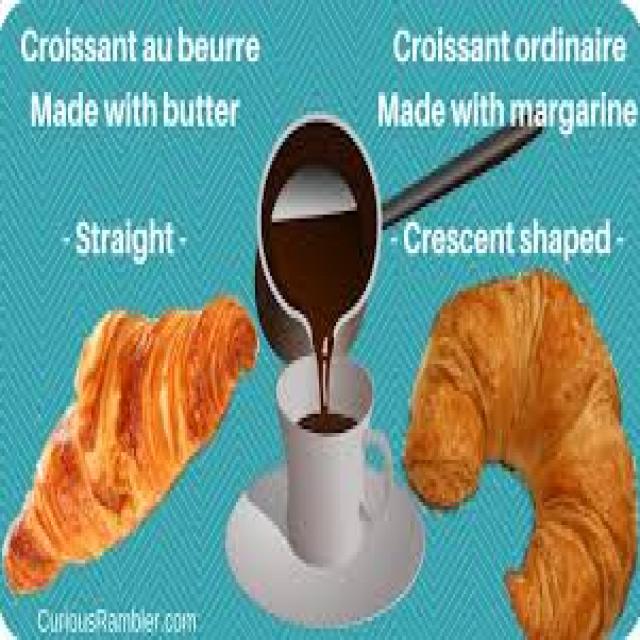 Croissant au beurre
Made with butter
- Straight -
Croissant ordinaire
Made with margarine
- Crescent shaped -
CuriousRambler.com